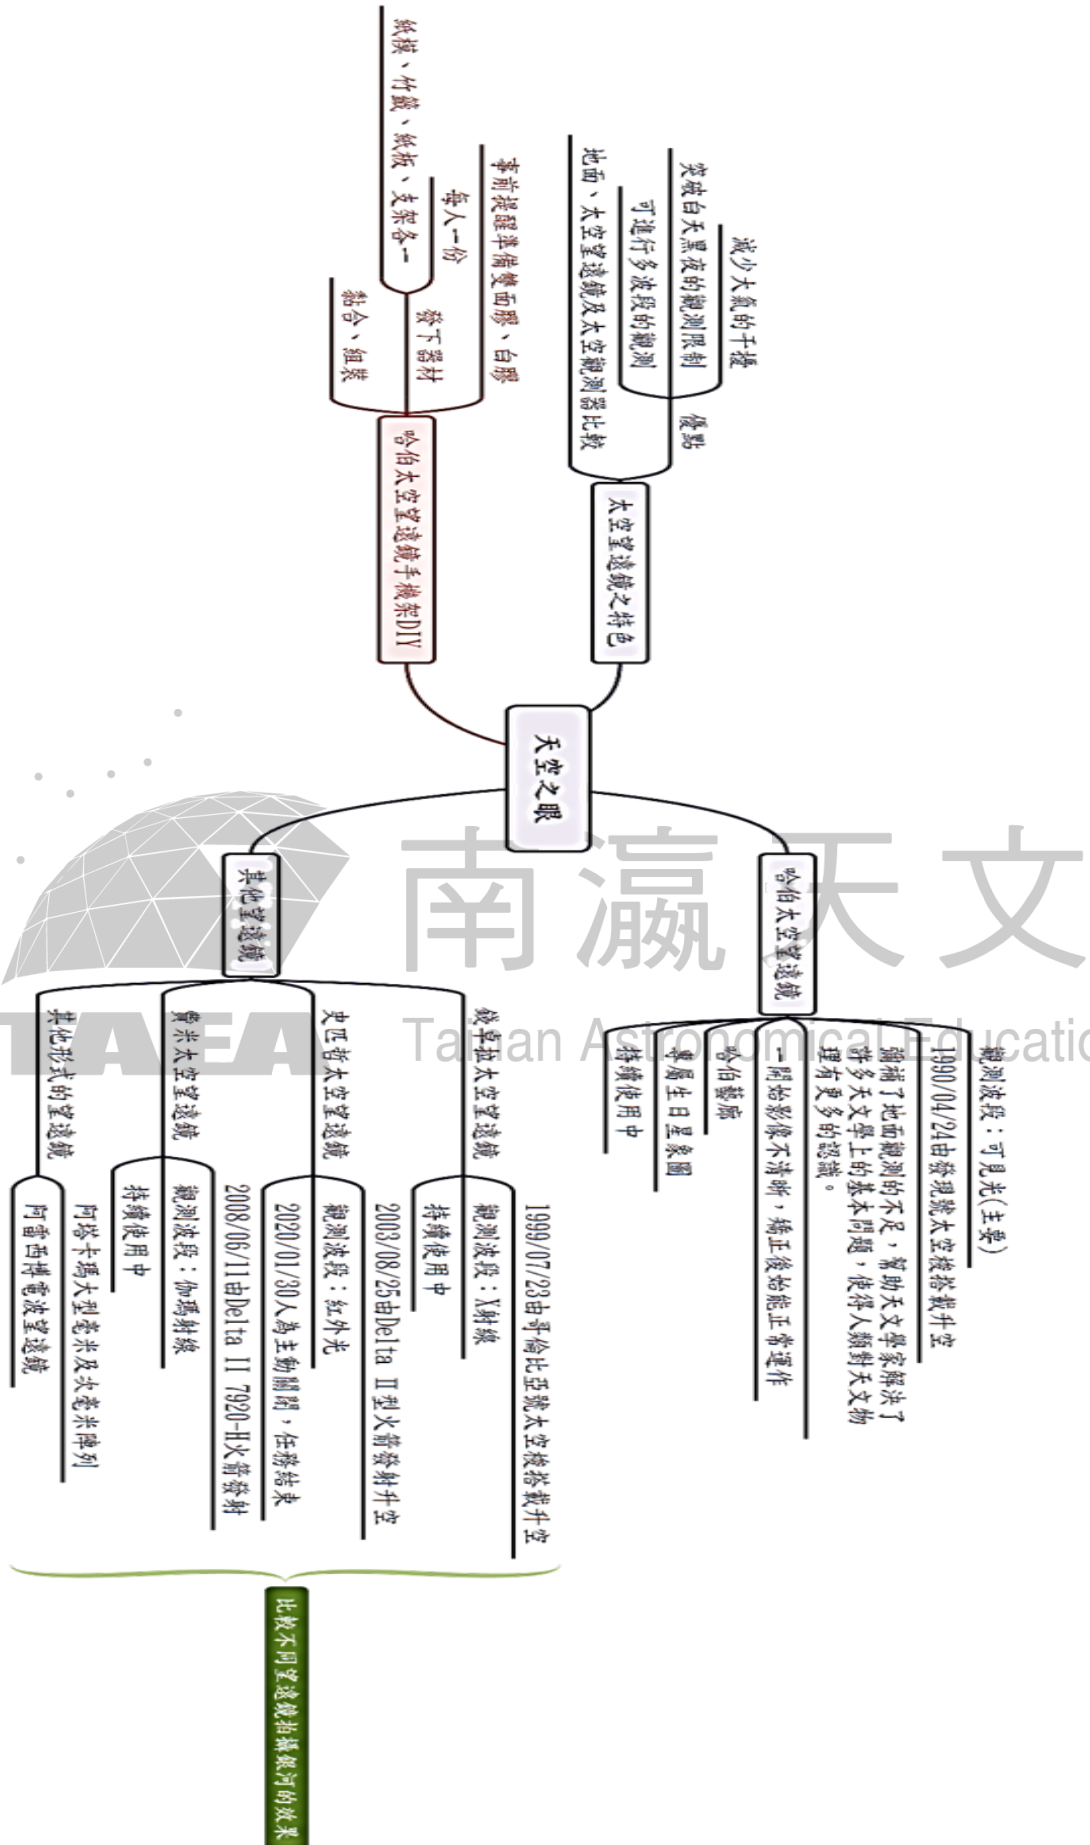 天空之眼
哈伯太空望遠鏡
觀測波段：可見光(主要)
1990/04/24由發現號太空梭搭載升空
彌補了地面觀測的不足，幫助天文學家解決了
許多天文學上的基本問題，使得人類對天文物
理有更多的認識。
一開始影像不清晰，矯正後始能正常運作
哈伯藝廊
專屬生日星象圖
持續使用中
其他望遠鏡
錢卓拉太空望遠鏡
1999/07/23由哥倫比亞號太空梭搭載升空
觀測波段：X射線
持續使用中
史匹哲太空望遠鏡
2003/08/25由Delta II型火箭發射升空
觀測波段：紅外光
2020/01/30人為主動關閉，任務結束
費米太空望遠鏡
2008/06/11由Delta II 7920-H火箭發射
觀測波段：伽瑪射線
持續使用中
其他形式的望遠鏡
阿塔卡瑪大型毫米及次毫米陣列
阿雷西博電波望遠鏡
比較不同望遠鏡拍攝銀河的效果
太空望遠鏡之特色
優點
減少大氣的干擾
突破白天黑夜的觀測限制
可進行多波段的觀測
地面、太空望遠鏡及太空觀測器比較
哈伯太空望遠鏡手機架DIY
事前提醒準備雙面膠、白膠
發下器材
每人一份
紙模、竹籤、紙板、支架各一
黏合、組裝
南瀛天文
TAEA
Tainan Astronomical Educatio